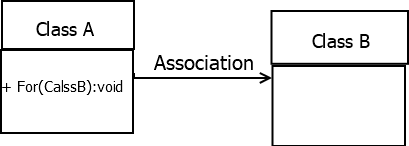 Class A
Class B
Association
+ For(CalssB):void